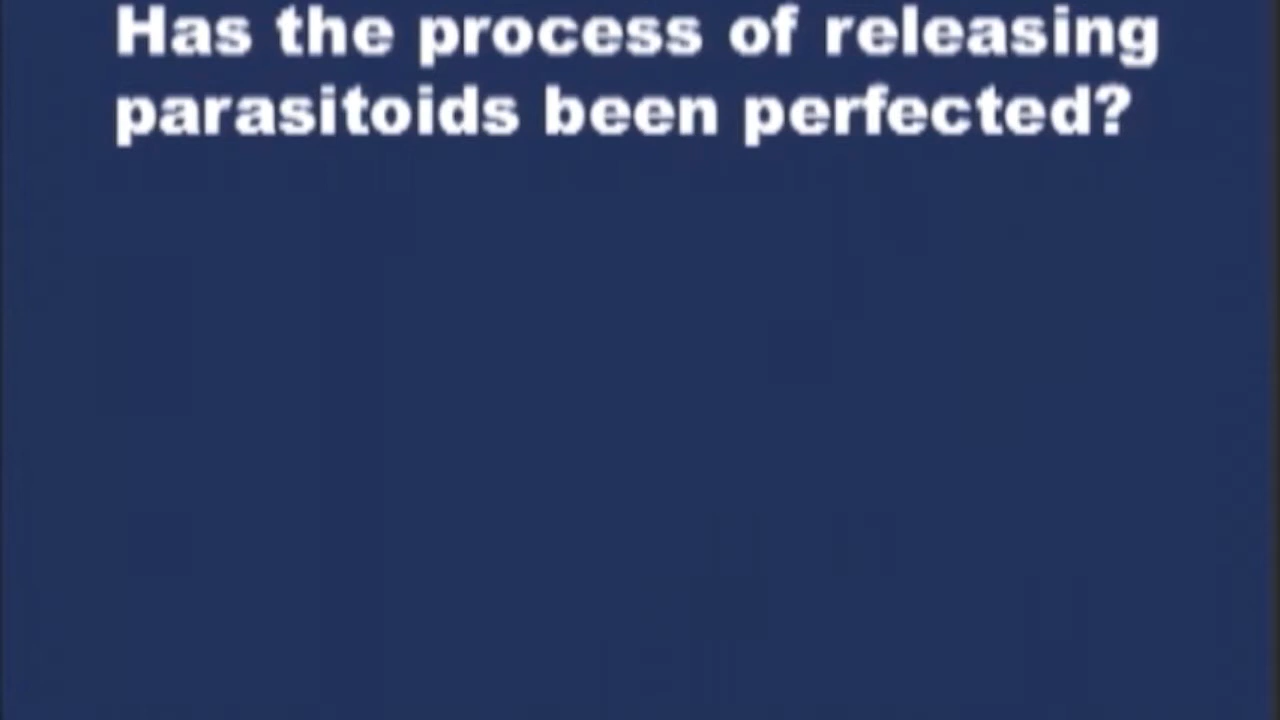 Has the process of releasing
parasitoids been perfected?